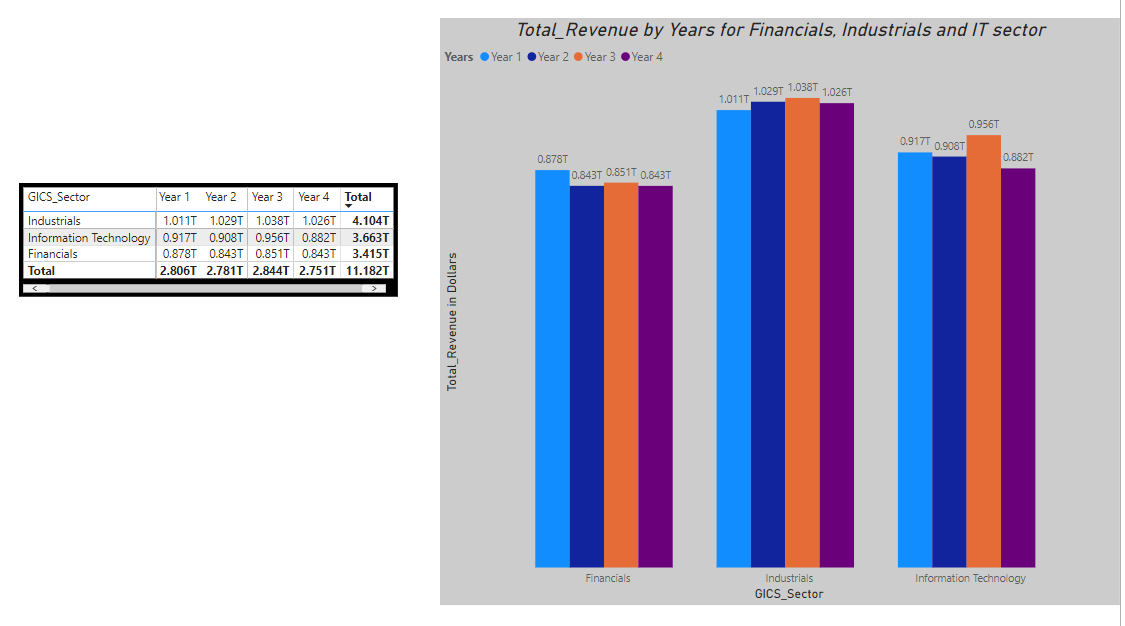 GICS_Sector Year 1 Year 2 Year 3 Year 4 Total
Industrials 1.011T 1.029T 1.038T 1.026T 4.104T
Information Technology 0.917T 0.908T 0.956T 0.882T 3.663T
Financials 0.878T 0.843T 0.851T 0.843T 3.415T
Total 2.806T 2.781T 2.844T 2.751T 11.182T
Total_Revenue by Years for Financials, Industrials and IT sector
Years Year 1 Year 2 Year 3 Year 4
Total_Revenue in Dollars
0.878T 0.843T 0.851T 0.843T
1.011T 1.029T 1.038T 1.026T
0.917T 0.908T 0.956T 0.882T
Financials Industrials Information Technology
GICS_Sector